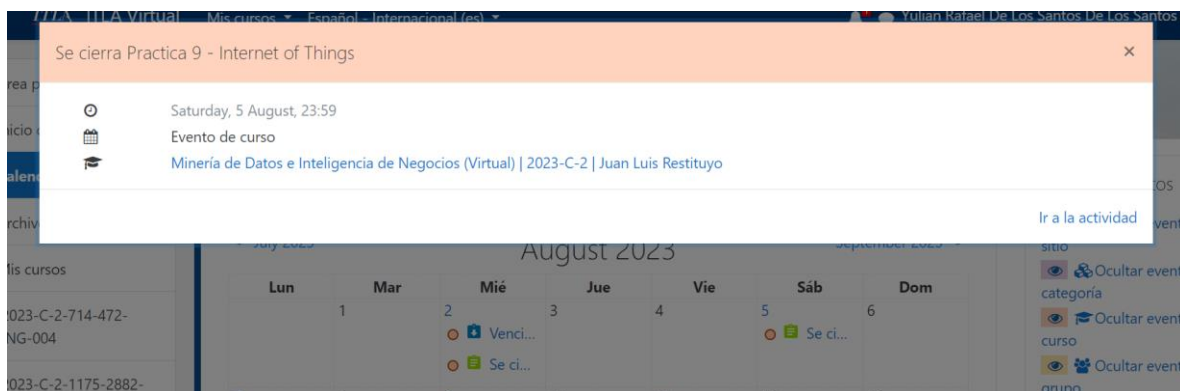 ITLA Virtual Mis cursos Español - Internacional (es) Yulian Rafael De Los Santos De Los Santos
Se cierra Practica 9 - Internet of Things ×
Saturday, 5 August, 23:59
Evento de curso
Minería de Datos e Inteligencia de Negocios (Virtual) | 2023-C-2 | Juan Luis Restituyo
Ir a la actividad
August 2023
Mis cursos
sitio
Ocultar event
categoría
Ocultar event
curso
Ocultar event
grupo
Lun Mar Mié Jue Vie Sáb Dom
1 2 3 4 5 6
Venci... Se ci...
Se ci...
2023-C-2-714-472-
NG-004
2023-C-2-1175-2882-